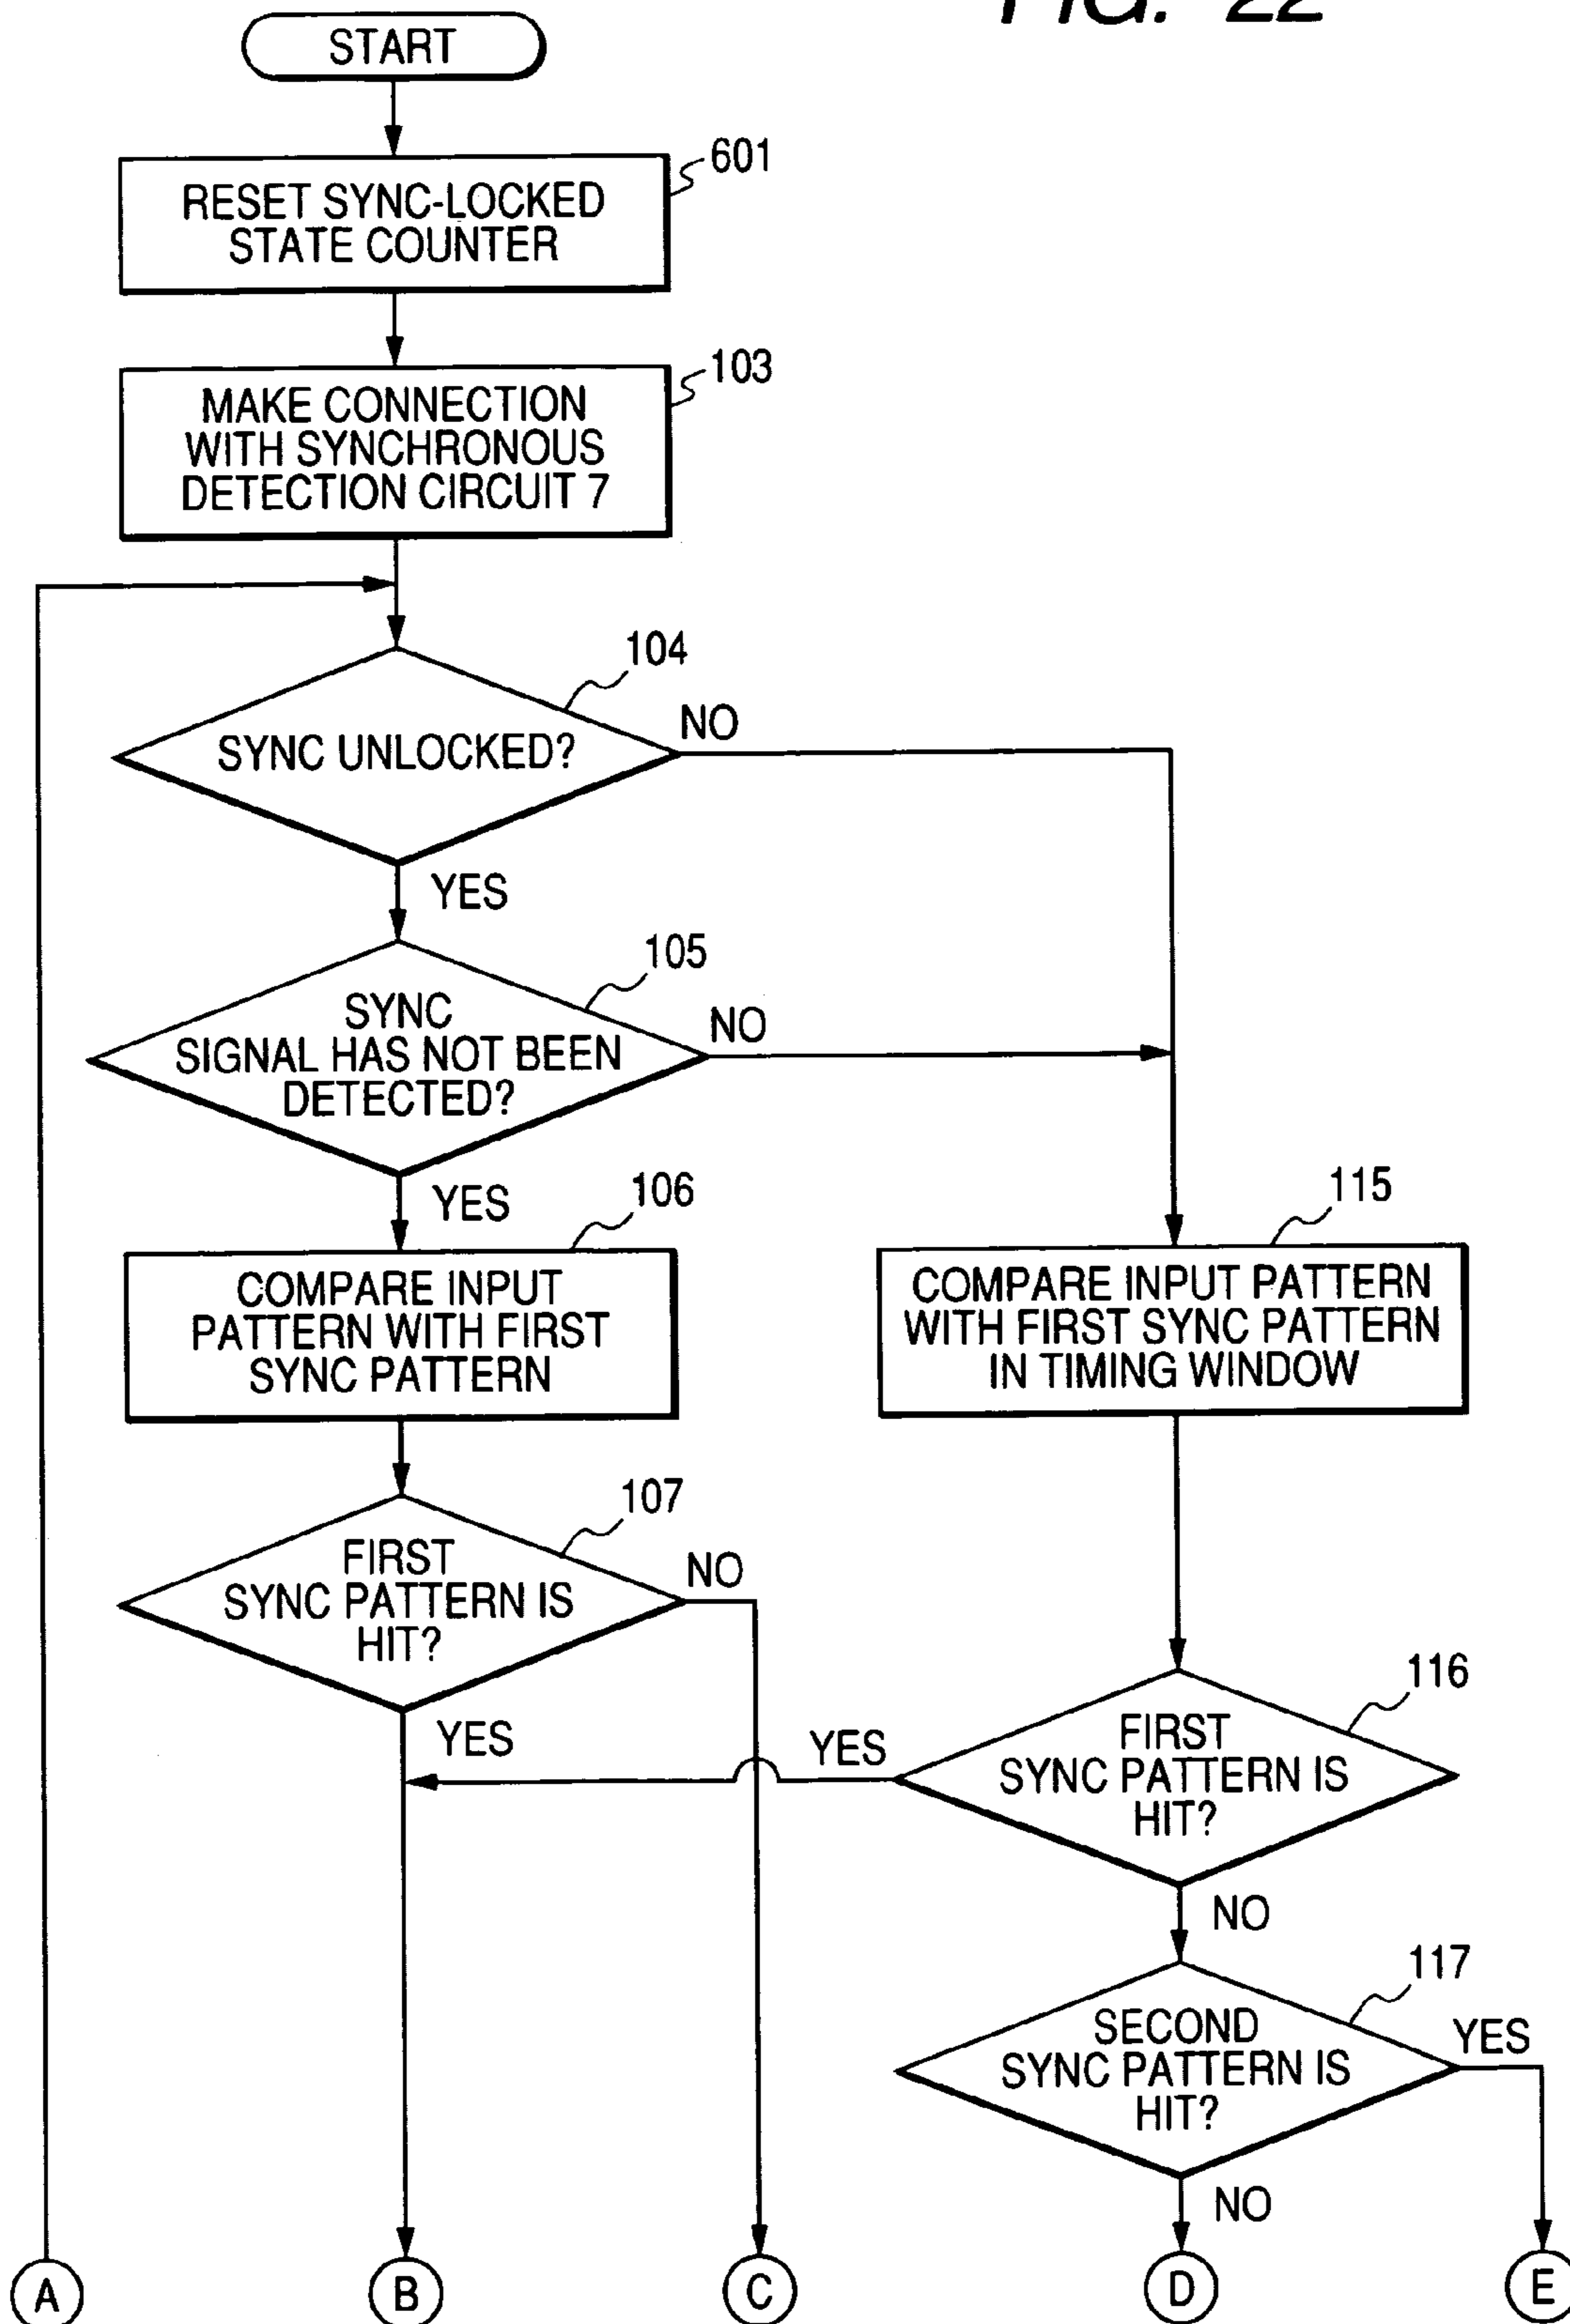 FIG. 22
START
601
RESET SYNC-LOCKED
STATE COUNTER
103
MAKE CONNECTION
WITH SYNCHRONOUS
DETECTION CIRCUIT 7
104
SYNC UNLOCKED?
NO
YES
105
SYNC
SIGNAL HAS NOT BEEN
DETECTED?
NO
YES
106
COMPARE INPUT
PATTERN WITH FIRST
SYNC PATTERN
115
COMPARE INPUT PATTERN
WITH FIRST SYNC PATTERN
IN TIMING WINDOW
107
FIRST
SYNC PATTERN IS
HIT?
NO
YES
116
FIRST
SYNC PATTERN IS
HIT?
YES
NO
117
SECOND
SYNC PATTERN IS
HIT?
YES
NO
A
B
C
D
E